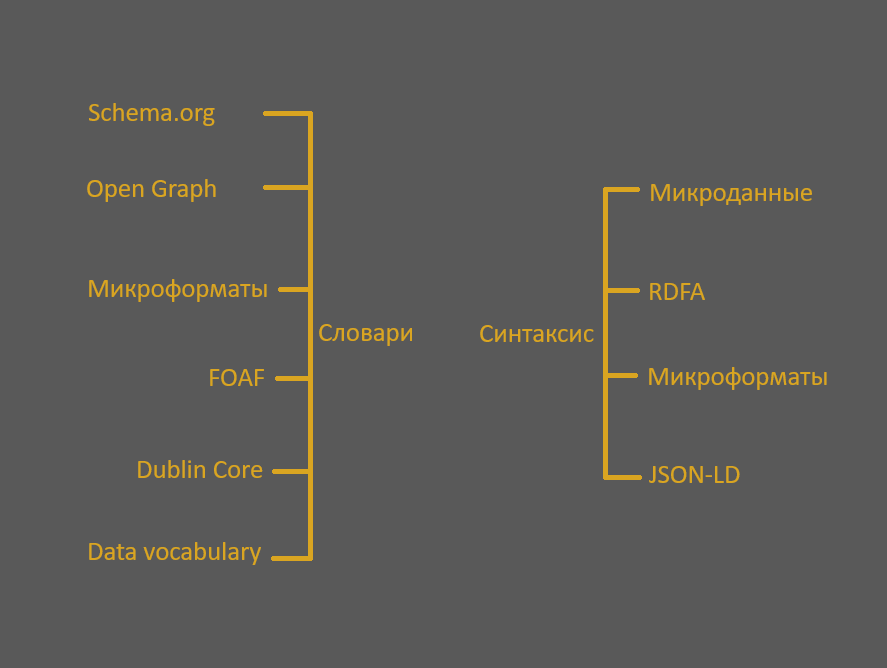 Schema.org
Open Graph
Микроформаты
FOAF
Dublin Core
Data vocabulary
Словари
Синтаксис
Микроданные
RDFA
Микроформаты
JSON-LD